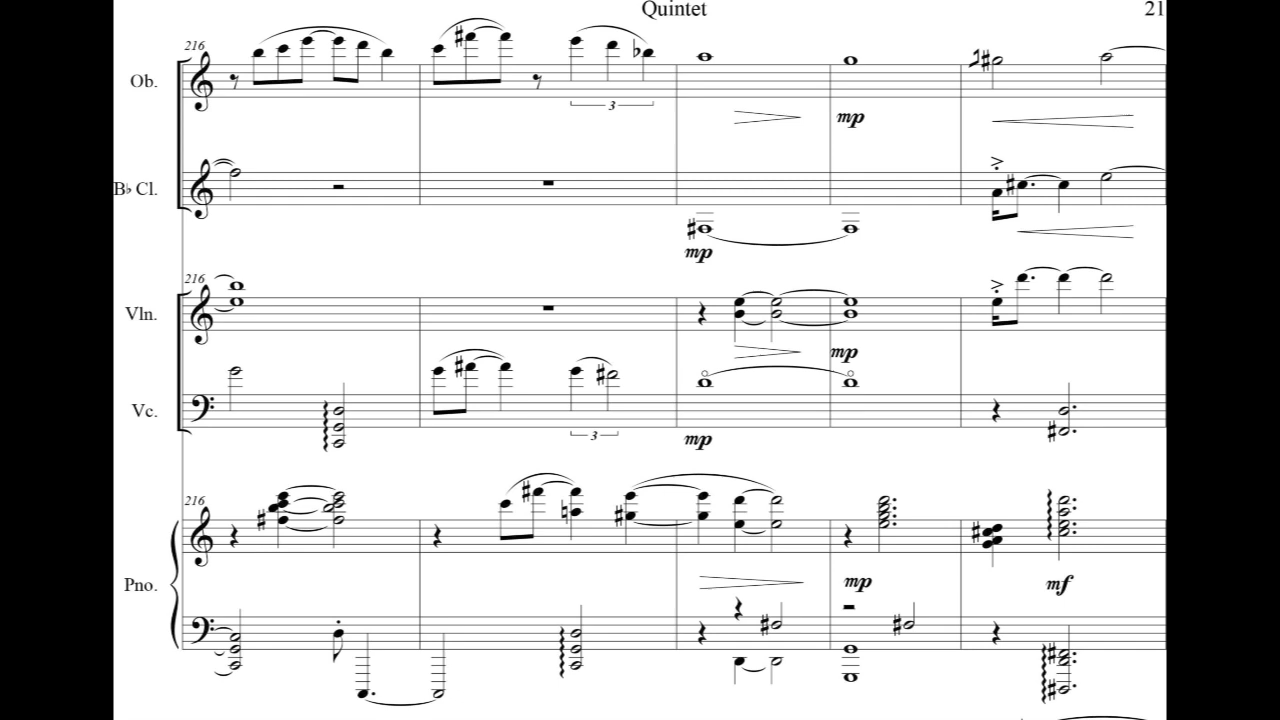 Quintet 21
216
Ob.
3
mp
B♭ Cl.
mp
216
Vln.
mp
Vc.
3
mp
216
Pno.
mp mf